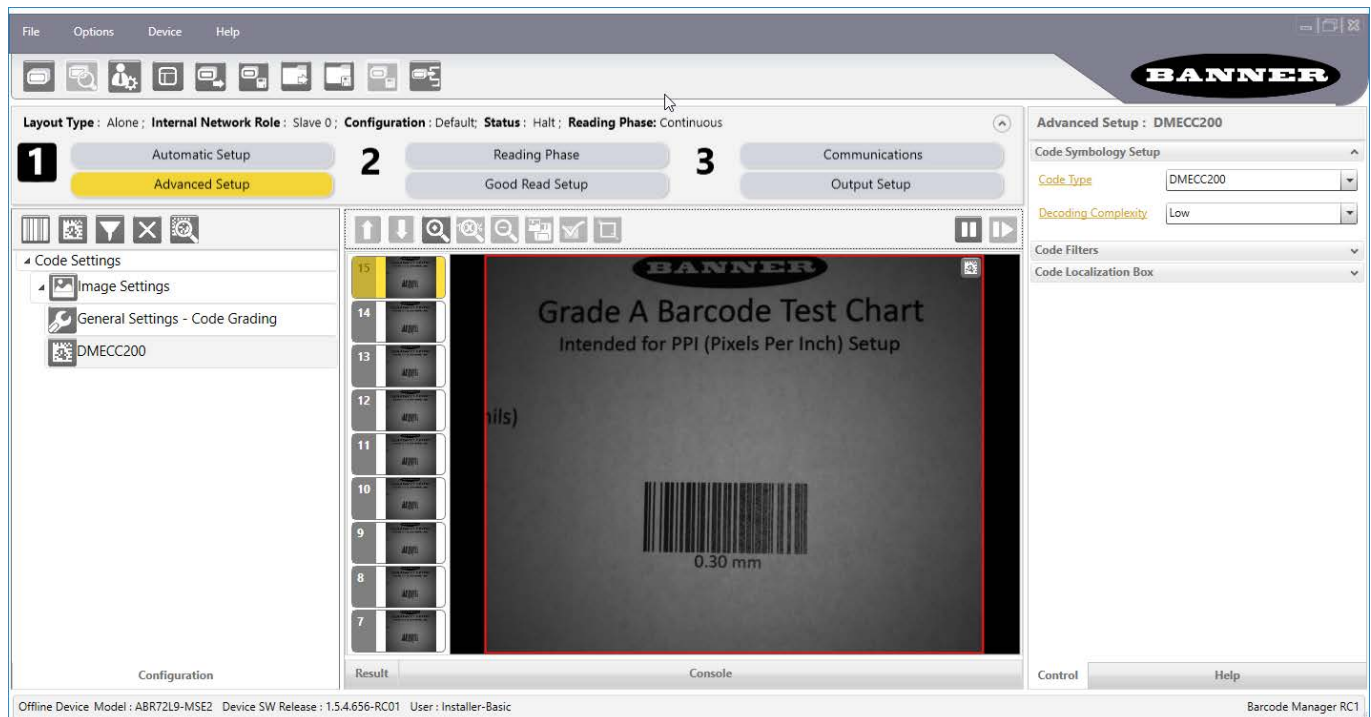 File Options Device Help
BANNER
Layout Type : Alone ; Internal Network Role : Slave 0 ; Configuration : Default; Status : Halt ; Reading Phase: Continuous
1 Automatic Setup 2 Reading Phase 3 Communications
Advanced Setup Good Read Setup Output Setup
Code Settings
Image Settings
General Settings - Code Grading
DMECC200
Configuration
15
14
13
12
11
10
9
8
7
BANNER
Grade A Barcode Test Chart
Intended for PPI (Pixels Per Inch) Setup
ils)
0.30 mm
Result Console
Advanced Setup : DMECC200
Code Symbology Setup
Code Type DMECC200
Decoding Complexity Low
Code Filters
Code Localization Box
Control Help
Offline Device Model : ABR72L9-MSE2 Device SW Release : 1.5.4.656-RC01 User : Installer-Basic Barcode Manager RC1